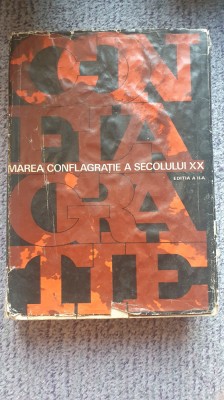 CON
FLA
MAREA CONFLAGRAȚIE A SECOLULUI XX
EDIȚIA A II-A
GRA
ȚIE